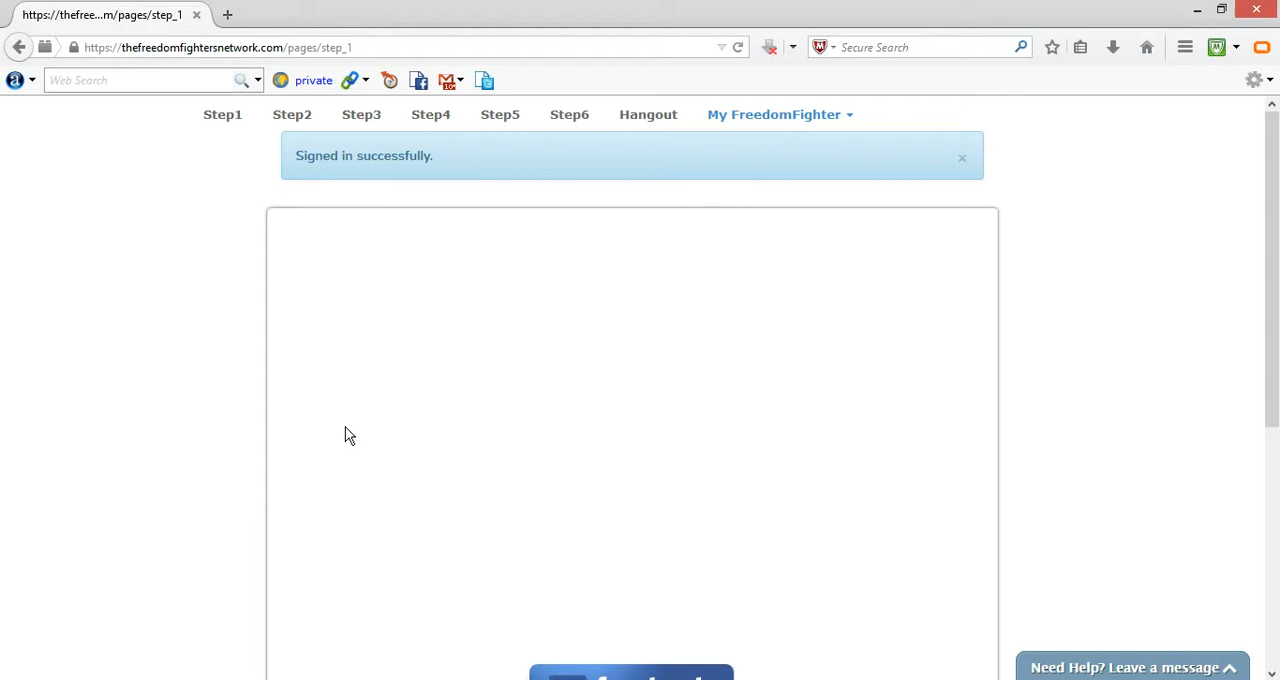 https://thefree...m/pages/step_1
https://thefreedomfightersnetwork.com/pages/step_1
Secure Search
Web Search
private
Step1 Step2 Step3 Step4 Step5 Step6 Hangout My FreedomFighter
Signed in successfully.
Need Help? Leave a message